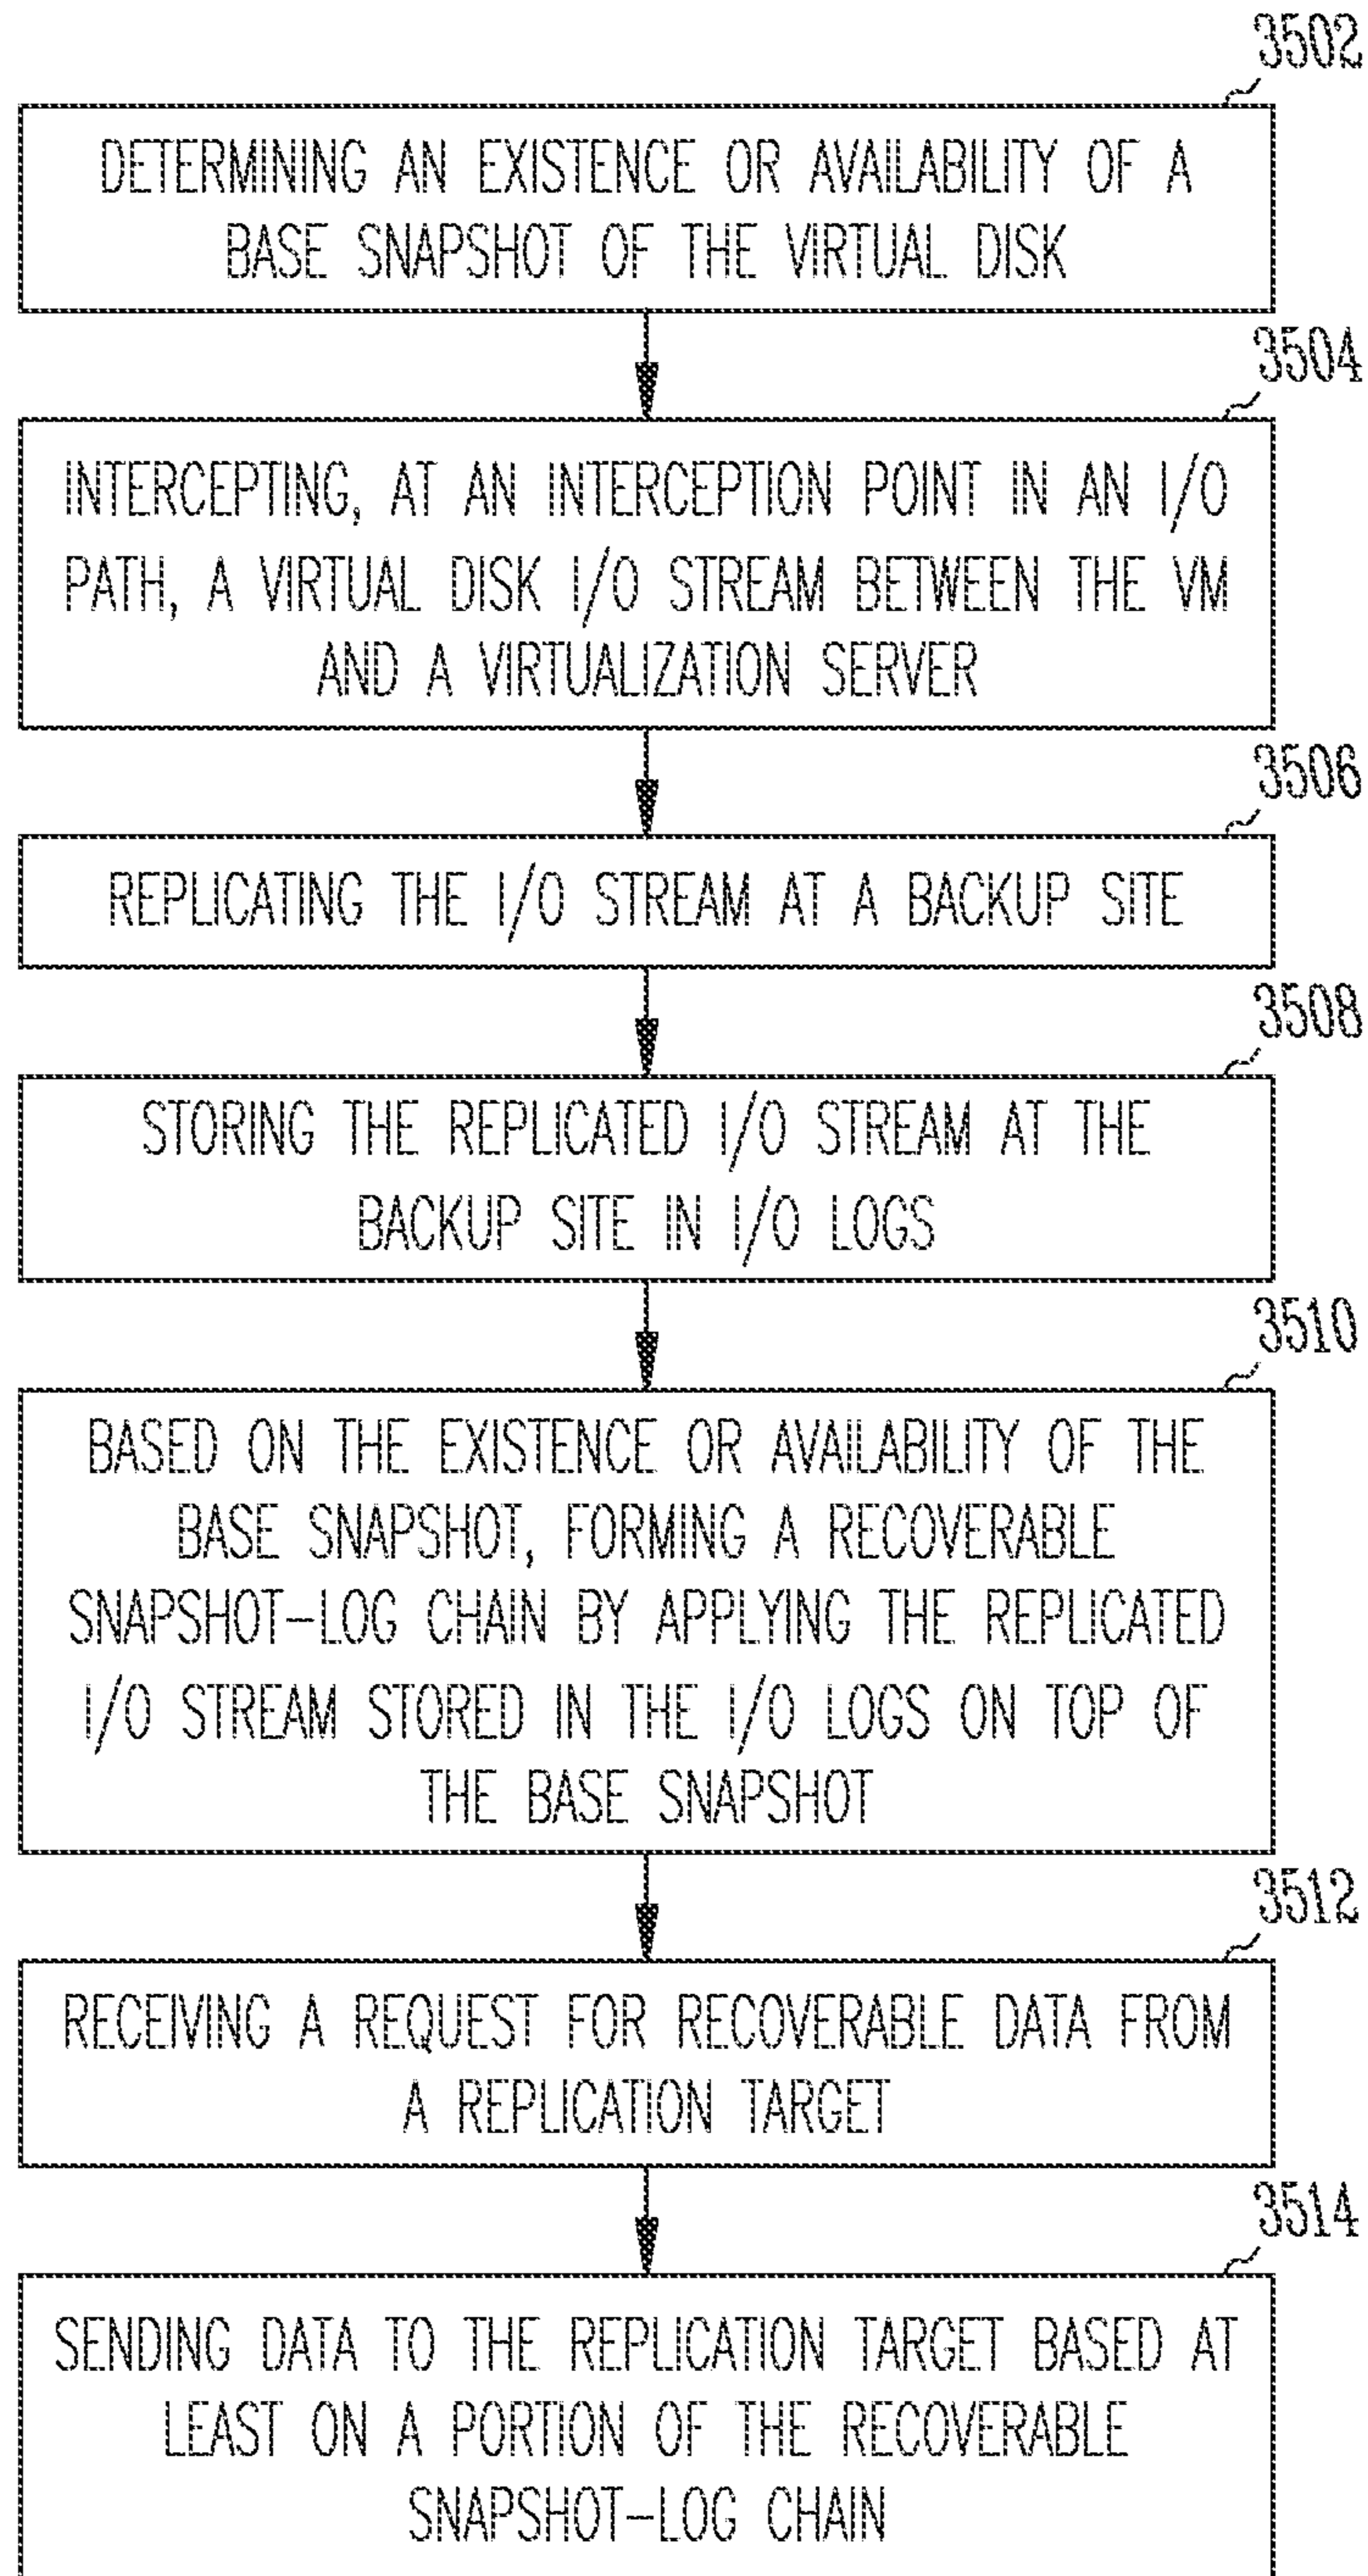 3502
DETERMINING AN EXISTENCE OR AVAILABILITY OF A
BASE SNAPSHOT OF THE VIRTUAL DISK
3504
INTERCEPTING, AT AN INTERCEPTION POINT IN AN I/O
PATH, A VIRTUAL DISK I/O STREAM BETWEEN THE VM
AND A VIRTUALIZATION SERVER
3506
REPLICATING THE I/O STREAM AT A BACKUP SITE
3508
STORING THE REPLICATED I/O STREAM AT THE
BACKUP SITE IN I/O LOGS
3510
BASED ON THE EXISTENCE OR AVAILABILITY OF THE
BASE SNAPSHOT, FORMING A RECOVERABLE
SNAPSHOT-LOG CHAIN BY APPLYING THE REPLICATED
I/O STREAM STORED IN THE I/O LOGS ON TOP OF
THE BASE SNAPSHOT
3512
RECEIVING A REQUEST FOR RECOVERABLE DATA FROM
A REPLICATION TARGET
3514
SENDING DATA TO THE REPLICATION TARGET BASED AT
LEAST ON A PORTION OF THE RECOVERABLE
SNAPSHOT-LOG CHAIN